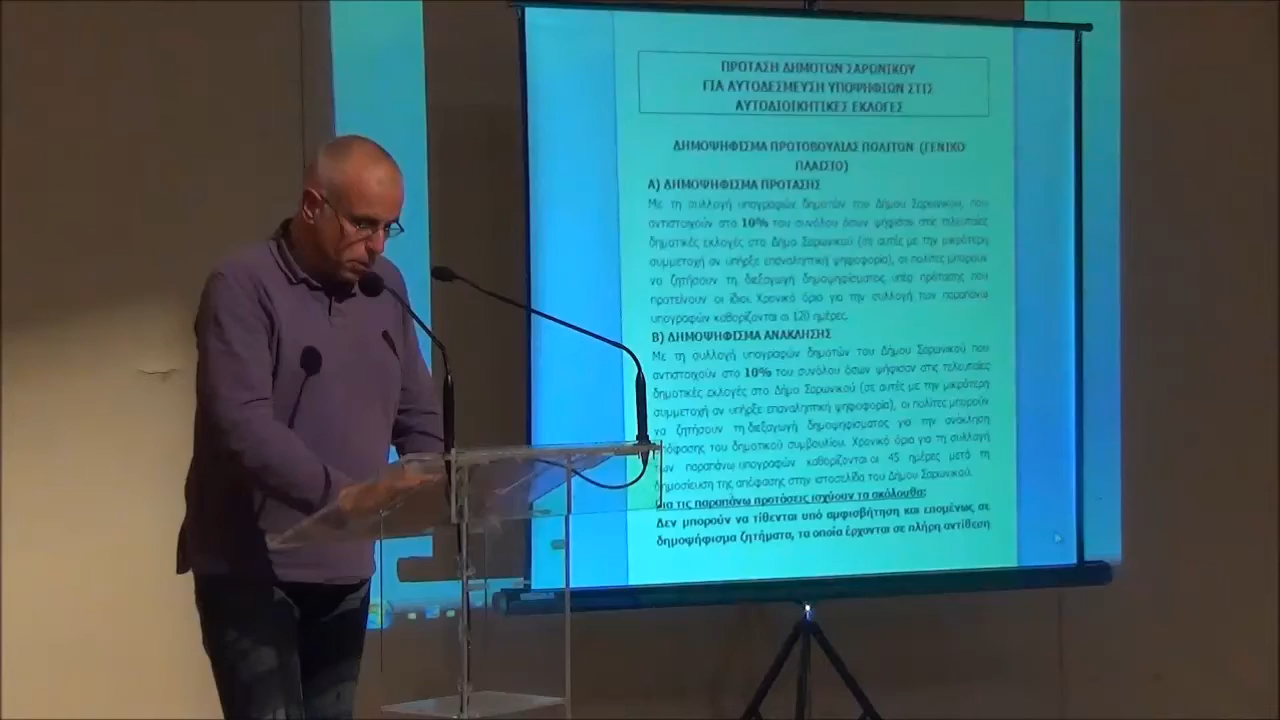 ΠΡΟΤΑΣΗ ΔΗΜΟΤΩΝ ΣΑΡΩΝΙΚΟΥ
ΓΙΑ ΑΥΤΟΔΕΣΜΕΥΣΗ ΥΠΟΨΗΦΙΩΝ ΣΤΙΣ
ΑΥΤΟΔΙΟΙΚΗΤΙΚΕΣ ΕΚΛΟΓΕΣ
ΔΗΜΟΨΗΦΙΣΜΑ ΠΡΩΤΟΒΟΥΛΙΑΣ ΠΟΛΙΤΩΝ (ΓΕΝΙΚΟ
ΠΛΑΙΣΙΟ)
Α) ΔΗΜΟΨΗΦΙΣΜΑ ΠΡΟΤΑΣΗΣ
Με τη συλλογή υπογραφών δημοτών του Δήμου Σαρωνικού, που
αντιστοιχούν στο 10% του συνόλου όσων ψήφισαν στις τελευταίες
δημοτικές εκλογές στο Δήμο Σαρωνικού (σε αυτές με την μικρότερη
συμμετοχή αν υπήρξε επαναληπτική ψηφοφορία), οι πολίτες μπορούν
να ζητήσουν τη διεξαγωγή δημοψηφίσματος υπέρ πρότασης που
προτείνουν οι ίδιοι. Χρονικό όριο για την συλλογή των παραπάνω
υπογραφών καθορίζονται οι 120 ημέρες.
Β) ΔΗΜΟΨΗΦΙΣΜΑ ΑΝΑΚΛΗΣΗΣ
Με τη συλλογή υπογραφών δημοτών του Δήμου Σαρωνικού που
αντιστοιχούν στο 10% του συνόλου όσων ψήφισαν στις τελευταίες
δημοτικές εκλογές στο Δήμο Σαρωνικού (σε αυτές με την μικρότερη
συμμετοχή αν υπήρξε επαναληπτική ψηφοφορία), οι πολίτες μπορούν
να ζητήσουν τη διεξαγωγή δημοψηφίσματος για την ανάκληση
απόφασης του δημοτικού συμβουλίου. Χρονικό όριο για τη συλλογή
των παραπάνω υπογραφών καθορίζονται οι 45 ημέρες μετά τη
δημοσίευση της απόφασης στην ιστοσελίδα του Δήμου Σαρωνικού.
Για τις παραπάνω προτάσεις ισχύουν τα ακόλουθα:
Δεν μπορούν να τίθενται υπό αμφισβήτηση και επομένως σε
δημοψήφισμα ζητήματα, τα οποία έρχονται σε πλήρη αντίθεση